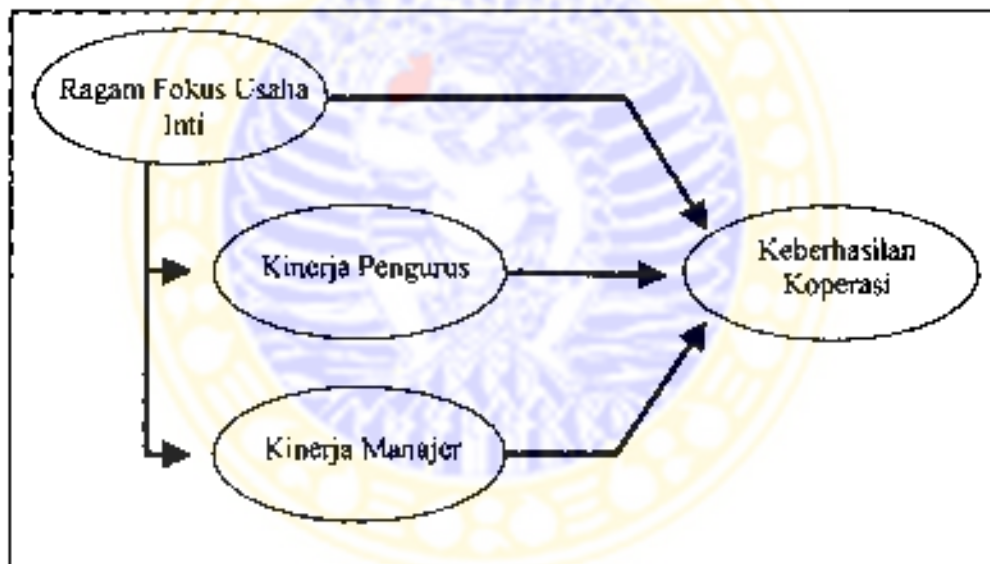 Ragam Fokus Usaha
Inti
Kinerja Pengurus
Keberhasilan
Koperasi
Kinerja Manajer